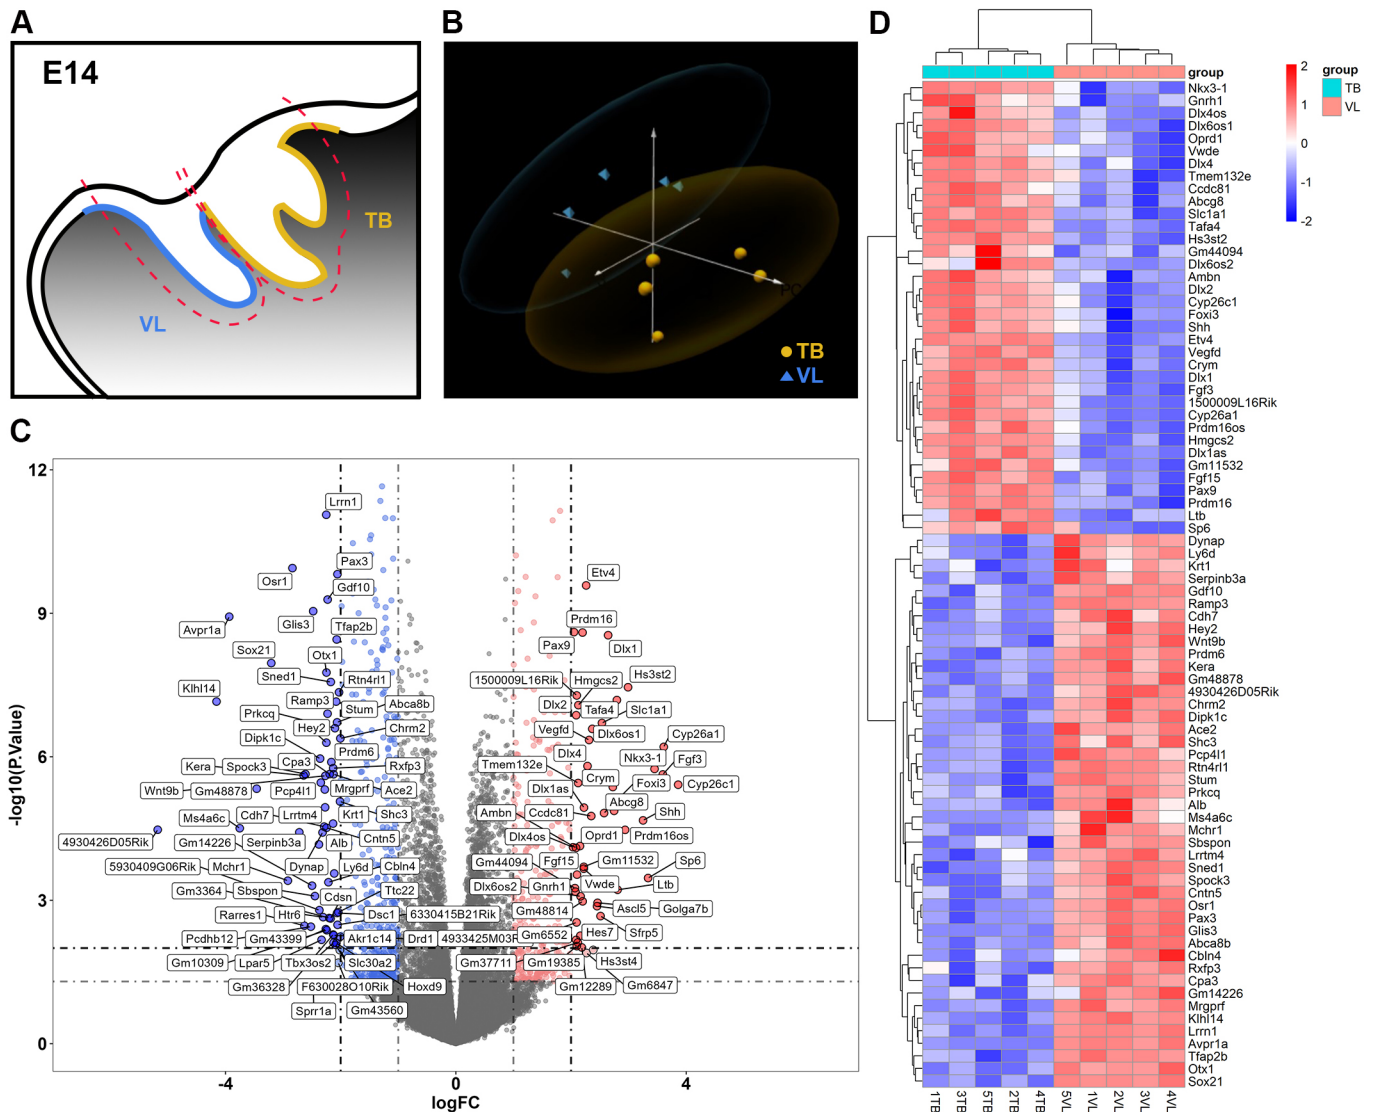 A
E14
TB
VL
B
PC
TB
VL
C
12
9
6
3
0
-4
0
4
-log10(P.Value)
logFC
Lrrn1
Pax3
Osr1
Gdf10
Glis3
Tfap2b
Avpr1a
Sox21
Otx1
Sned1
Rtn4rl1
Klhl14
Ramp3
Stum
Abca8b
Prkcq
Hey2
Chrm2
Dipk1c
Prdm6
Cpa3
Kera
Spock3
Rxfp3
Wnt9b
Gm48878
Pcp4l1
Mrgprf
Ace2
Ms4a6c
Cdh7
Lrrtm4
Krt1
Shc3
4930426D05Rik
Gm14226
Serpinb3a
Alb
Cntn5
5930409G06Rik
Mchr1
Dynap
Ly6d
Cbln4
Gm3364
Sbspon
Cdsn
Ttc22
Rarres1
Htr6
Dsc1
6330415B21Rik
Pcdhb12
Gm43399
Akr1c14
Drd1
4933425M03R
Gm10309
Lpar5
Tbx3os2
Slc30a2
Gm36328
F630028O10Rik
Hoxd9
Sprr1a
Gm43560
Etv4
Prdm16
Pax9
Dlx1
1500009L16Rik
Hmgcs2
Hs3st2
Dlx2
Tafa4
Slc1a1
Vegfd
Dlx6os1
Cyp26a1
Dlx4
Nkx3-1
Fgf3
Tmem132e
Crym
Foxi3
Cyp26c1
Dlx1as
Abcg8
Ambn
Ccdc81
Shh
Dlx4os
Oprd1
Prdm16os
Gm44094
Fgf15
Gm11532
Sp6
Dlx6os2
Gnrh1
Vwde
Ltb
Gm48814
Ascl5
Golga7b
Gm6552
Hes7
Sfrp5
Gm37711
Gm19385
Hs3st4
Gm12289
Gm6847
D
group
Nkx3-1
Gnrh1
Dlx4os
Dlx6os1
Oprd1
Vwde
Dlx4
Tmem132e
Ccdc81
Abcg8
Slc1a1
Tafa4
Hs3st2
Gm44094
Dlx6os2
Ambn
Dlx2
Cyp26c1
Foxi3
Shh
Etv4
Vegfd
Crym
Dlx1
Fgf3
1500009L16Rik
Cyp26a1
Prdm16os
Hmgcs2
Dlx1as
Gm11532
Fgf15
Pax9
Prdm16
Ltb
Sp6
Dynap
Ly6d
Krt1
Serpinb3a
Gdf10
Ramp3
Cdh7
Hey2
Wnt9b
Prdm6
Kera
Gm48878
4930426D05Rik
Chrm2
Dipk1c
Ace2
Shc3
Pcp4l1
Rtn4rl1
Stum
Prkcq
Alb
Ms4a6c
Mchr1
Sbspon
Lrrtm4
Sned1
Spock3
Cntn5
Osr1
Pax3
Glis3
Abca8b
Cbln4
Rxfp3
Cpa3
Gm14226
Mrgprf
Klhl14
Lrrn1
Avpr1a
Tfap2b
Otx1
Sox21
1TB
3TB
5TB
2TB
4TB
5VL
1VL
2VL
3VL
4VL
2
1
0
-1
-2
group
TB
VL